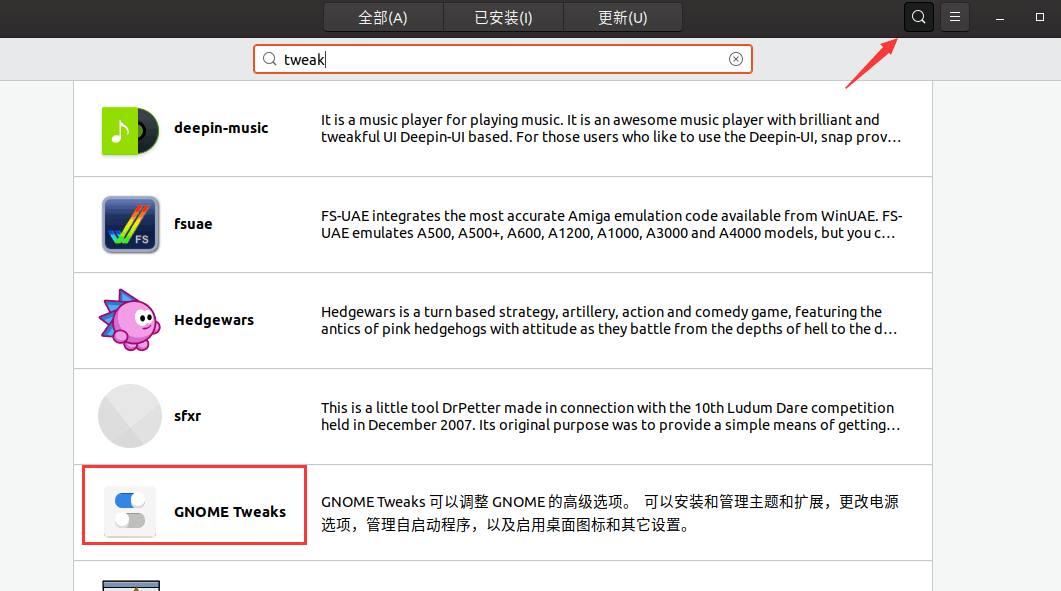 全部(A) 已安装(I) 更新(U)
tweak
deepin-music
It is a music player for playing music. It is an awesome music player with brilliant and
tweakful UI Deepin-UI based. For those users who like to use the Deepin-UI, snap prov…
FS
fsuae
FS-UAE integrates the most accurate Amiga emulation code available from WinUAE. FS-
UAE emulates A500, A500+, A600, A1200, A1000, A3000 and A4000 models, but you c…
Hedgewars
Hedgewars is a turn based strategy, artillery, action and comedy game, featuring the
antics of pink hedgehogs with attitude as they battle from the depths of hell to the d…
sfxr
This is a little tool DrPetter made in connection with the 10th Ludum Dare competition
held in December 2007. Its original purpose was to provide a simple means of getting…
GNOME Tweaks
GNOME Tweaks 可以调整 GNOME 的高级选项。 可以安装和管理主题和扩展，更改电源
选项，管理自启动程序，以及启用桌面图标和其它设置。